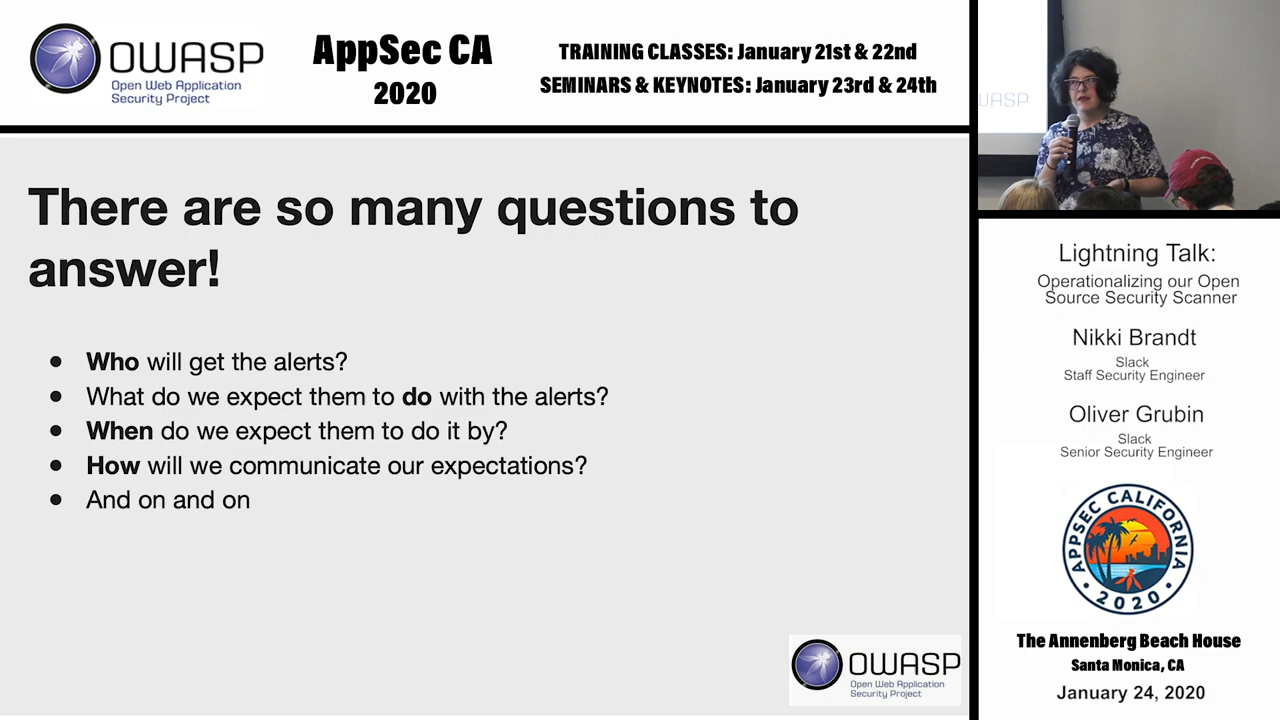 OWASP
Open Web Application
Security Project
AppSec CA
2020
TRAINING CLASSES: January 21st & 22nd
SEMINARS & KEYNOTES: January 23rd & 24th
There are so many questions to
answer!
● Who will get the alerts?
● What do we expect them to do with the alerts?
● When do we expect them to do it by?
● How will we communicate our expectations?
● And on and on
OWASP
Open Web Application
Security Project
WASP
Lightning Talk:
Operationalizing our Open
Source Security Scanner
Nikki Brandt
Slack
Staff Security Engineer
Oliver Grubin
Slack
Senior Security Engineer
APPSEC CALIFORNIA
• 2020 •
The Annenberg Beach House
Santa Monica, CA
January 24, 2020